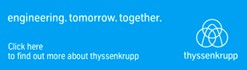 engineering. tomorrow. together.
Click here
to find out more about thyssenkrupp
thyssenkrupp